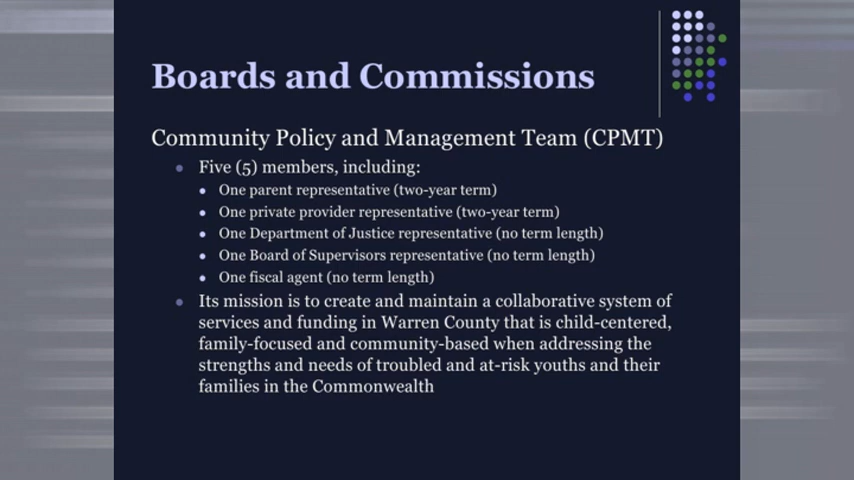 Boards and Commissions
Community Policy and Management Team (CPMT)
Five (5) members, including:
One parent representative (two-year term)
One private provider representative (two-year term)
One Department of Justice representative (no term length)
One Board of Supervisors representative (no term length)
One fiscal agent (no term length)
Its mission is to create and maintain a collaborative system of
services and funding in Warren County that is child-centered,
family-focused and community-based when addressing the
strengths and needs of troubled and at-risk youths and their
families in the Commonwealth